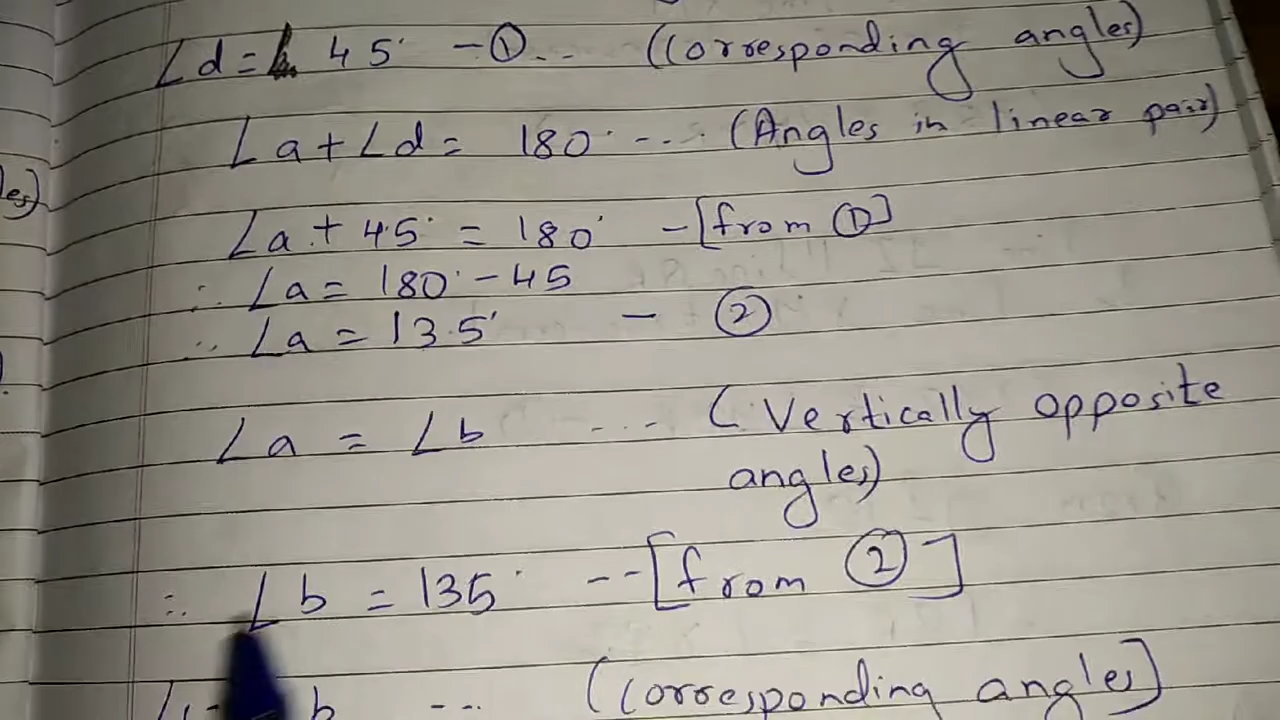 ∠d = 45° - ① .. (Corresponding angles)
∠a + ∠d = 180° ... (Angles in linear pair)
les)
∠a + 45° = 180° - [from ①]
∴ ∠a = 180° - 45
∴ ∠a = 135° - ②
∠a = ∠b ... (Vertically opposite
angles)
∴ ∠b = 135° --[from ②]
b ... (Corresponding angles)